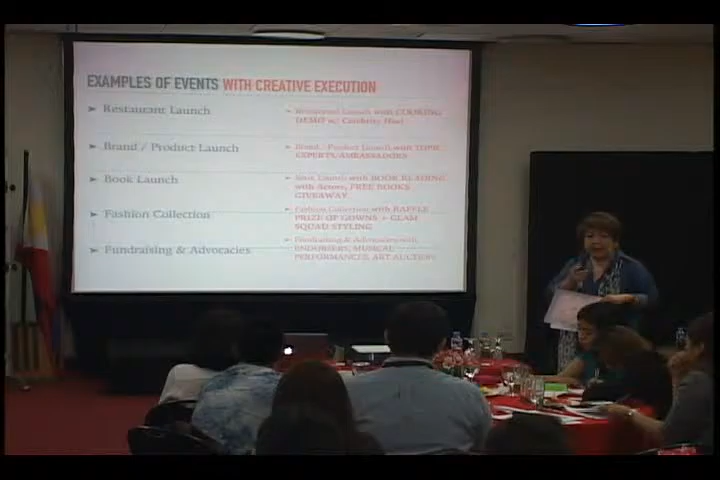 EXAMPLES OF EVENTS WITH CREATIVE EXECUTION
➤ Restaurant Launch
➤ Restaurant Launch with COOKING
DEMO w/ Celebrity Host
➤ Brand / Product Launch
➤ Brand / Product Launch with TOPIC
EXPERTS/AMBASSADORS
➤ Book Launch
➤ Book Launch with BOOK READING
with Actors, FREE BOOKS
GIVEAWAY
➤ Fashion Collection
➤ Fashion Collection with RAFFLE
PRIZE OF GOWNS + GLAM
SQUAD STYLING
➤ Fundraising & Advocacies
➤ Fundraising & Advocacies with
ENDORSERS, MUSICAL
PERFORMANCES, ART AUCTION